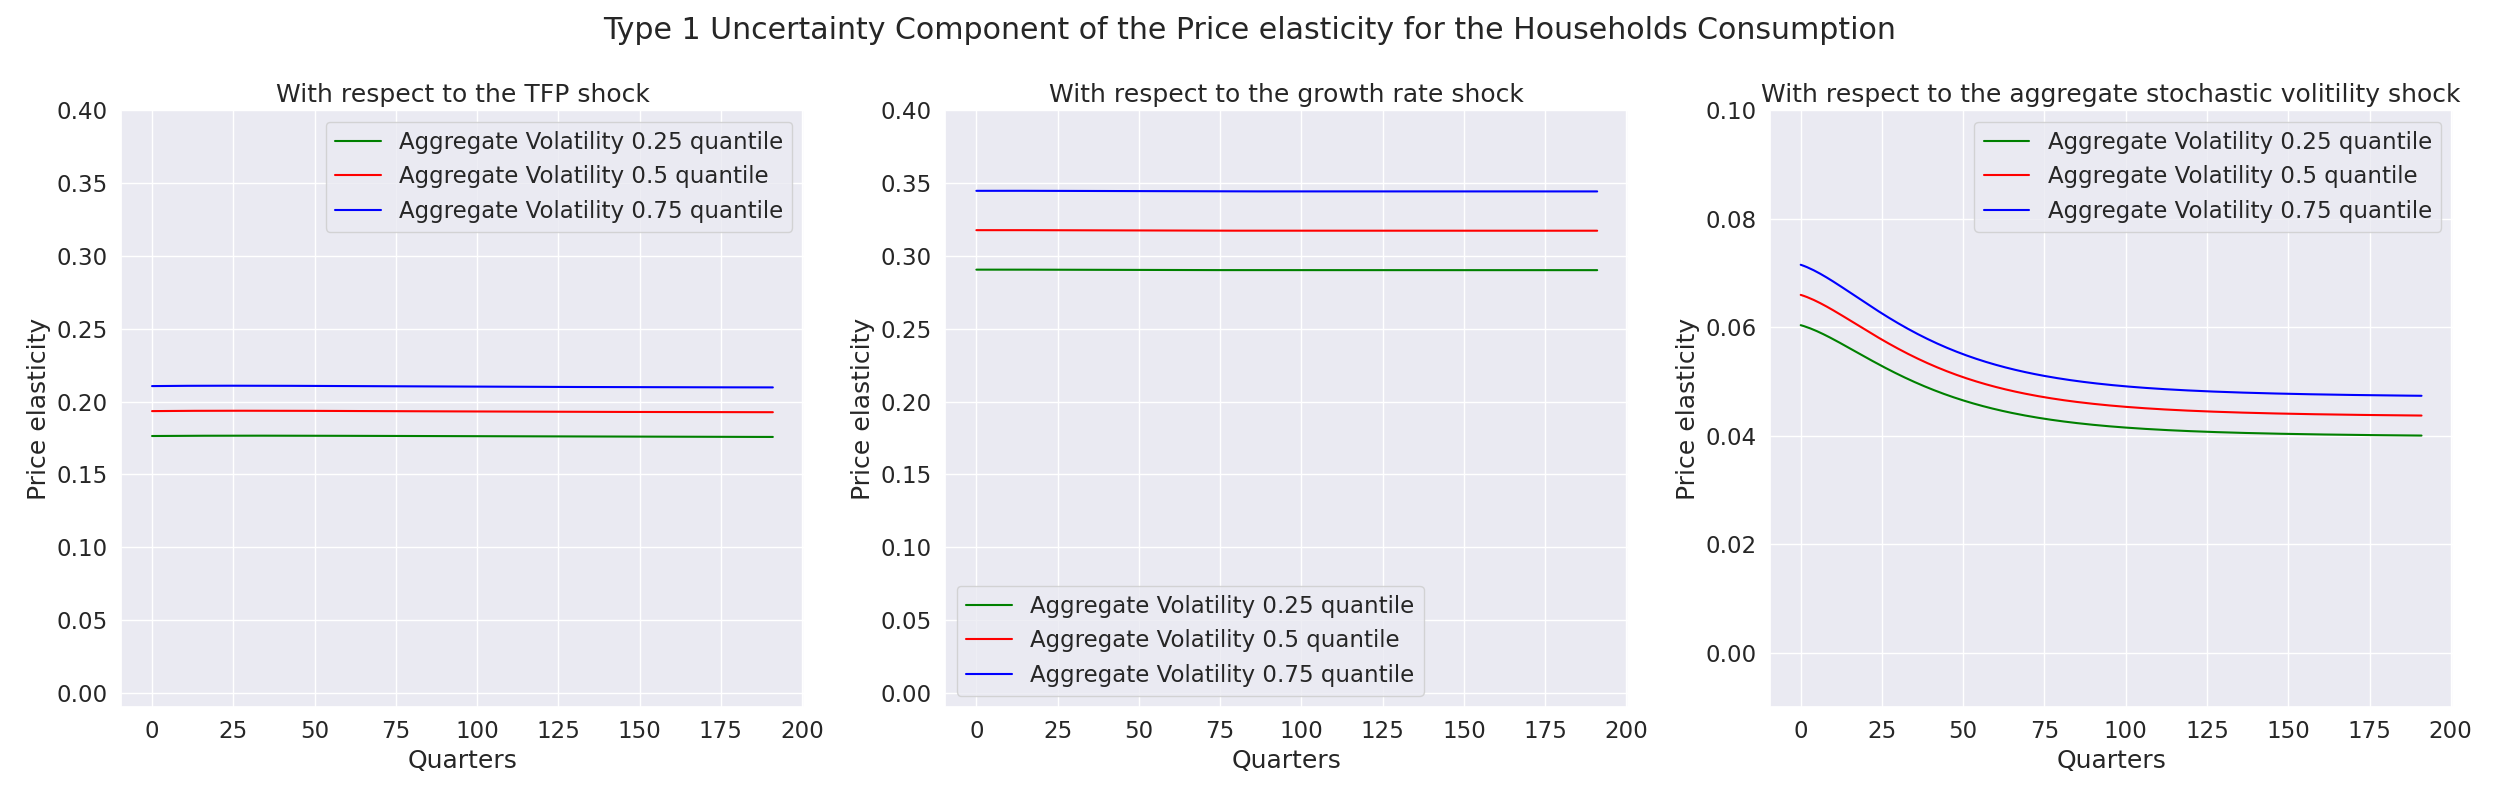 Type 1 Uncertainty Component of the Price elasticity for the Households Consumption
With respect to the TFP shock
0.40
0.35
0.30
0.25
0.20
0.15
0.10
0.05
0.00
Price elasticity
Aggregate Volatility 0.25 quantile
Aggregate Volatility 0.5 quantile
Aggregate Volatility 0.75 quantile
0 25 50 75 100 125 150 175 200
Quarters
With respect to the growth rate shock
0.40
0.35
0.30
0.25
0.20
0.15
0.10
0.05
0.00
Price elasticity
Aggregate Volatility 0.25 quantile
Aggregate Volatility 0.5 quantile
Aggregate Volatility 0.75 quantile
0 25 50 75 100 125 150 175 200
Quarters
With respect to the aggregate stochastic volitility shock
0.10
0.08
0.06
0.04
0.02
0.00
Price elasticity
Aggregate Volatility 0.25 quantile
Aggregate Volatility 0.5 quantile
Aggregate Volatility 0.75 quantile
0 25 50 75 100 125 150 175 200
Quarters